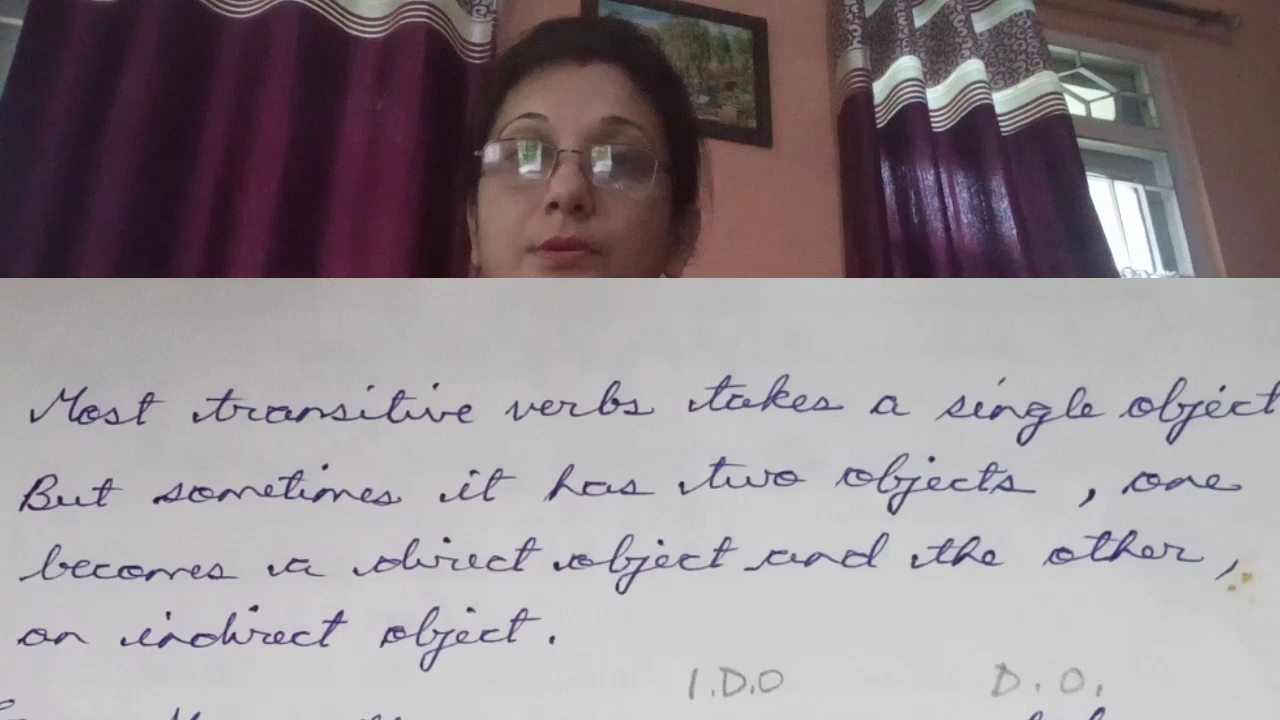 Most transitive verbs takes a single object
But sometimes it has two objects , one
becomes a direct object and the other ,
an indirect object .
I.D.O D.O.